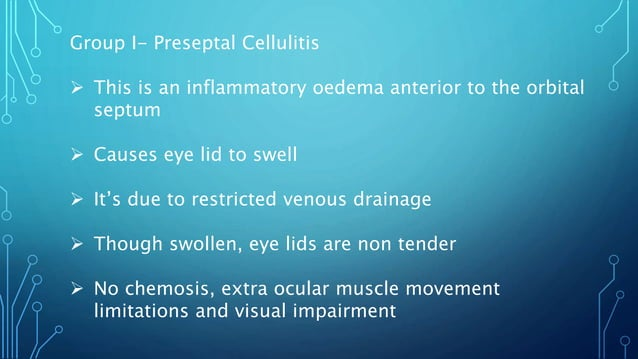 Group I- Preseptal Cellulitis
➢ This is an inflammatory oedema anterior to the orbital
septum
➢ Causes eye lid to swell
➢ It's due to restricted venous drainage
➢ Though swollen, eye lids are non tender
➢ No chemosis, extra ocular muscle movement
limitations and visual impairment